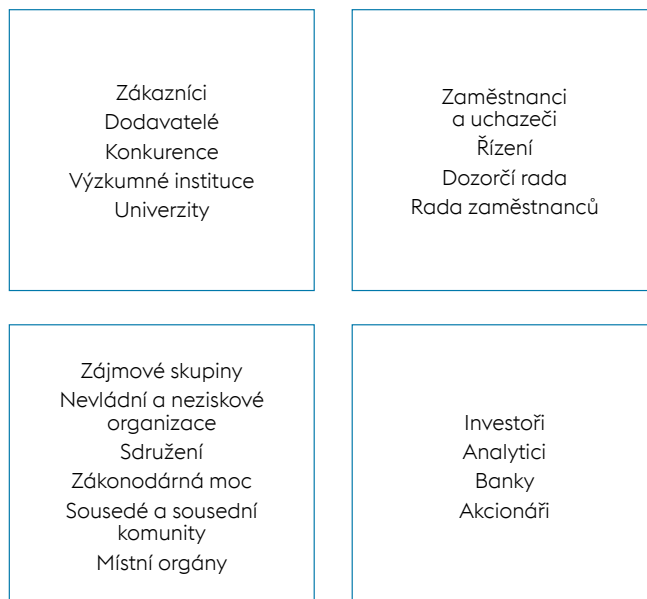 Zákazníci
Dodavatelé
Konkurence
Výzkumné instituce
Univerzity
Zaměstnanci
a uchazeči
Řízení
Dozorčí rada
Rada zaměstnanců
Zájmové skupiny
Nevládní a neziskové
organizace
Sdružení
Zákonodárná moc
Sousedé a sousední
komunity
Místní orgány
Investoři
Analytici
Banky
Akcionáři